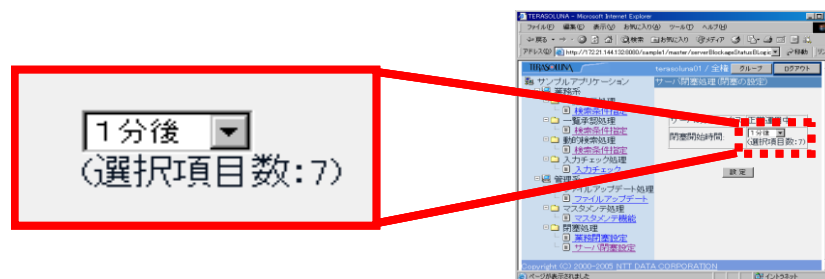 1分後
(選択項目数:7)
TERASOLUNA - Microsoft Internet Explorer
ファイル(F) 編集(E) 表示(V) お気に入り(A) ツール(T) ヘルプ(H)
戻る 検索 お気に入り メディア
アドレス(D) http://172.21.144.132:8080/sample1/master/serverBlockageStatusBLogic 移動
TERASOLUNA terasoluna01 / 全権 グループ ログアウト
サンプルアプリケーション
サーバ閉塞処理(閉塞の設定)
業務系
検索条件指定
一覧承認処理
検索条件指定
動的検索処理
検索条件指定
入力チェック処理
入力チェック
管理系
ファイルアップデート処理
ファイルアップデート
マスタメンテ処理
マスタメンテ機能
閉塞処理
業務閉塞設定
サーバ閉塞設定
閉塞開始時間:
1分後
(選択項目数:7)
設定
Copyright (C) 2000-2005 NTT DATA CORPORATION
ページが表示されました
イントラネット